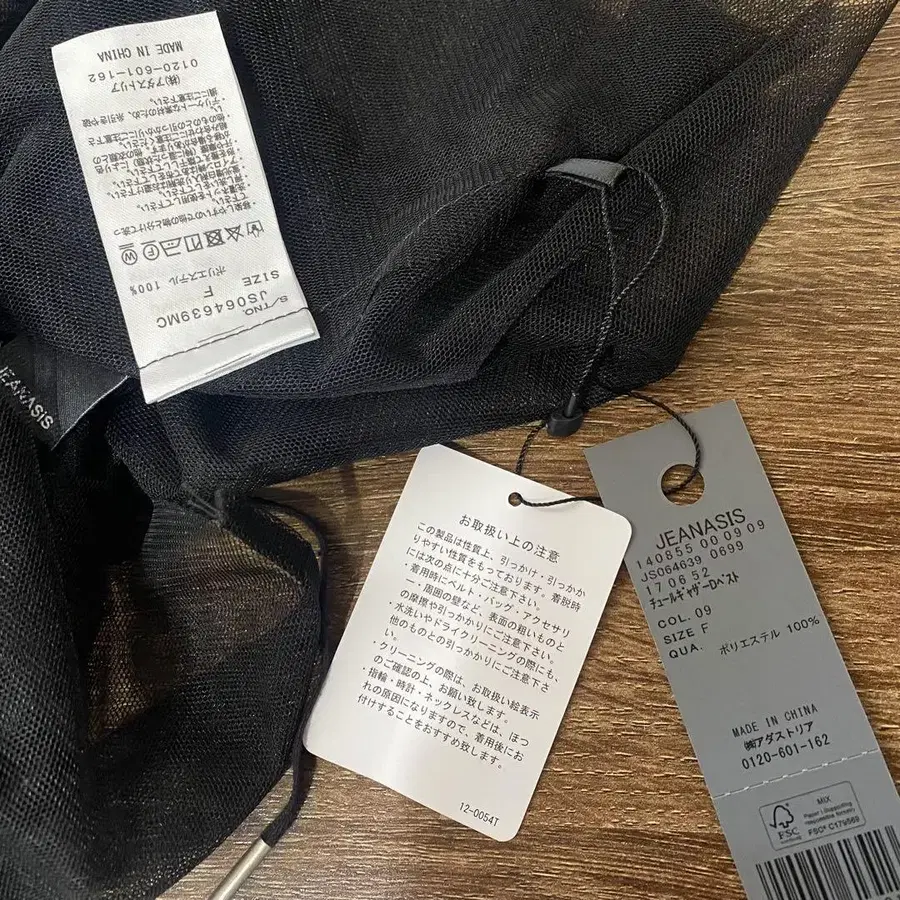 S/TNO.
JS064639MC
F
SIZE
ポリエステル 100%
(株)アダストリア
0120-601-162
MADE IN CHINA
JEANASIS
お取扱い上の注意
この製品は性質上、引っかけ・引っかか
りやすい性質をもっております。着脱時
には次の点に十分ご注意下さい。
・着用時にベルト・バッグ・アクセサリ
ー・周囲の壁など、表面の粗いものと
の摩擦や引っかかりにご注意下さい。
・水洗いやドライクリーニングの際にも、
他のものとの引っかかりにご注意下さ
い。
クリーニングの際は、お取扱い絵表示
のご確認の上、お願い致します。
・指輪・時計・ネックレスなどは、ほつ
れの原因になりますので、着用後にお
付けすることをおすすめ致します。
12-0054T
JEANASIS
140855 00 09 09
JS064639 0699
17 06 52
チュールギャザーDベスト
COL. 09
SIZE F
QUA. ポリエステル 100%
MADE IN CHINA
㈱アダストリア
0120-601-162
FSC
MIX
FSC® C179569